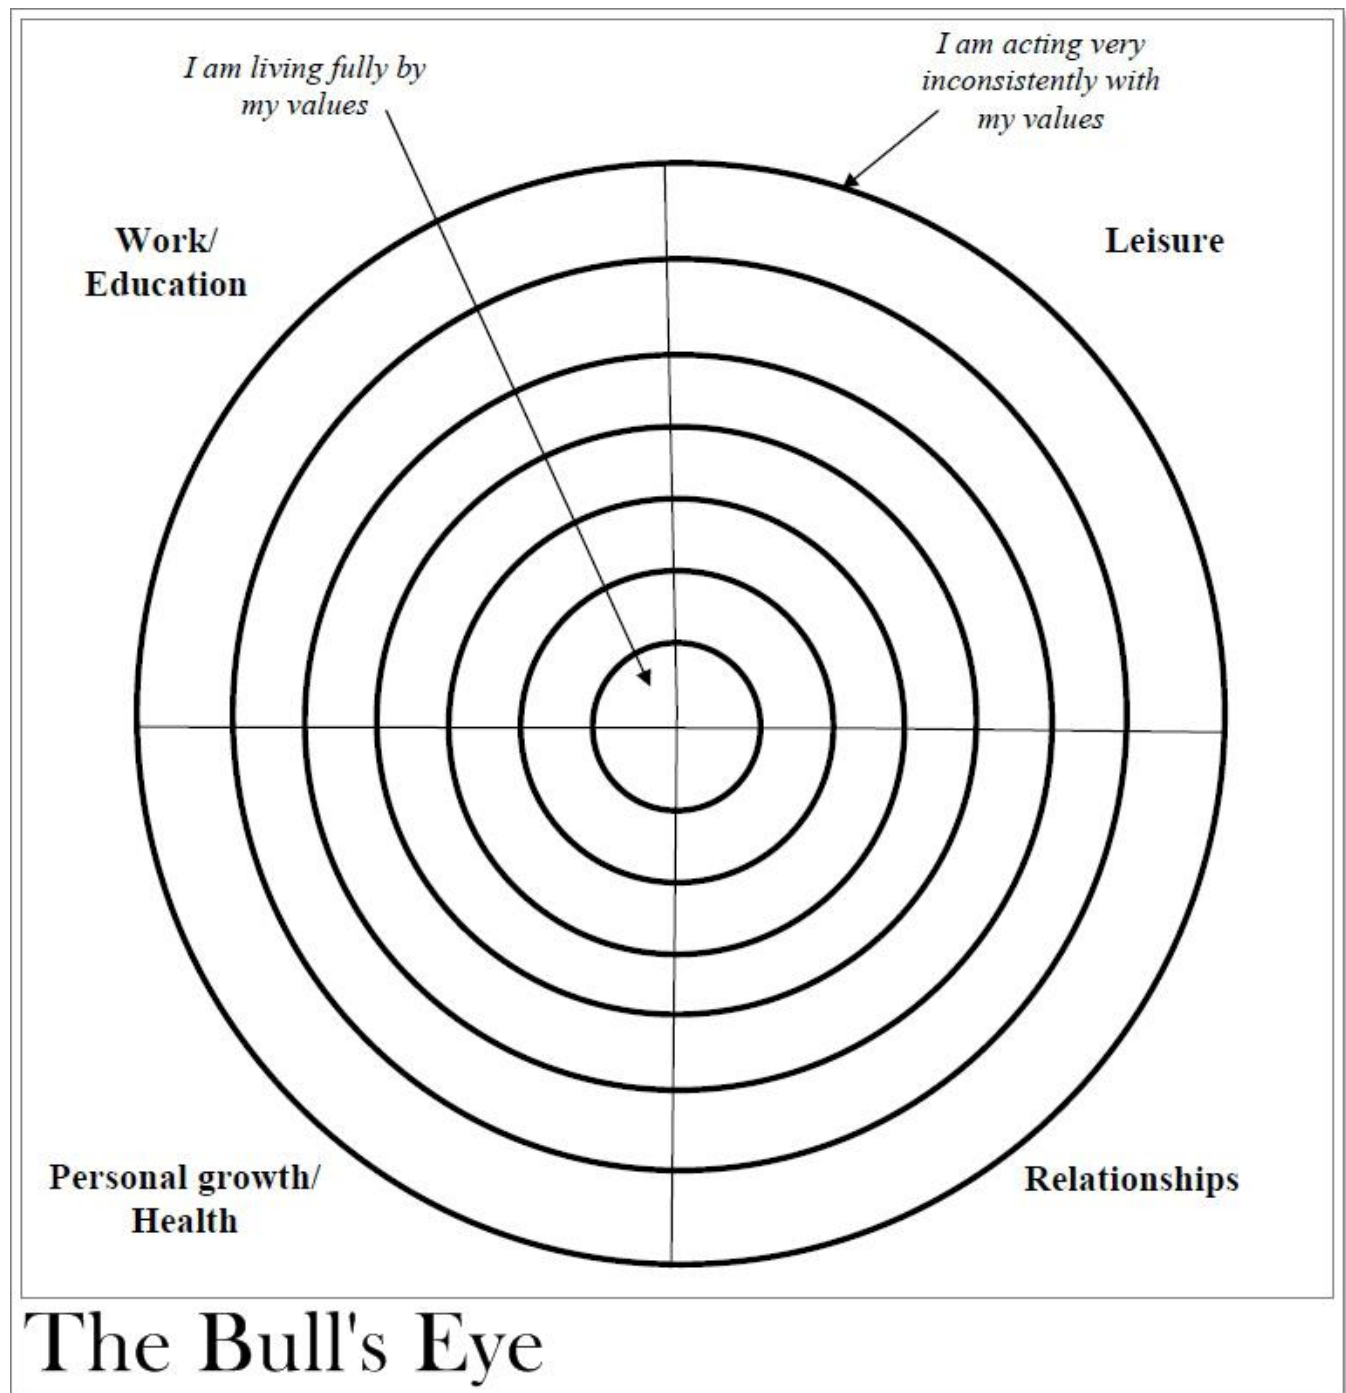 I am living fully by
my values
I am acting very
inconsistently with
my values
Work/
Education
Leisure
Personal growth/
Health
Relationships
The Bull's Eye